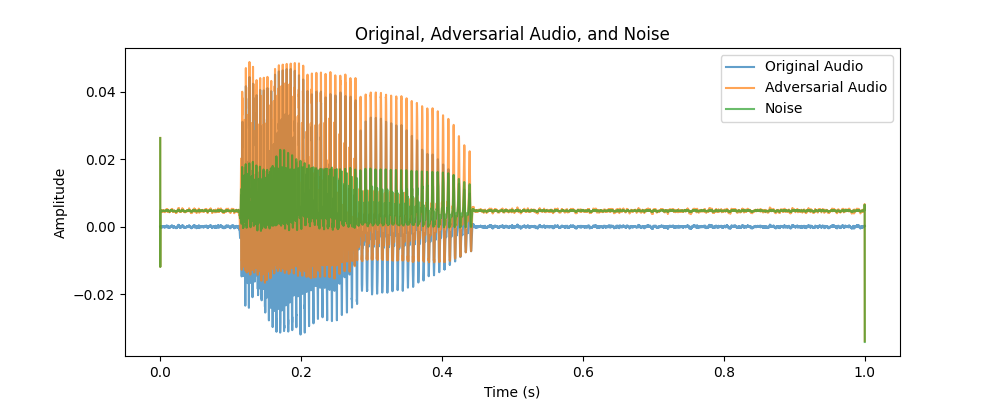 Original, Adversarial Audio, and Noise
Original Audio
Adversarial Audio
Noise
Amplitude
0.04
0.02
0.00
−0.02
0.0 0.2 0.4 0.6 0.8 1.0
Time (s)